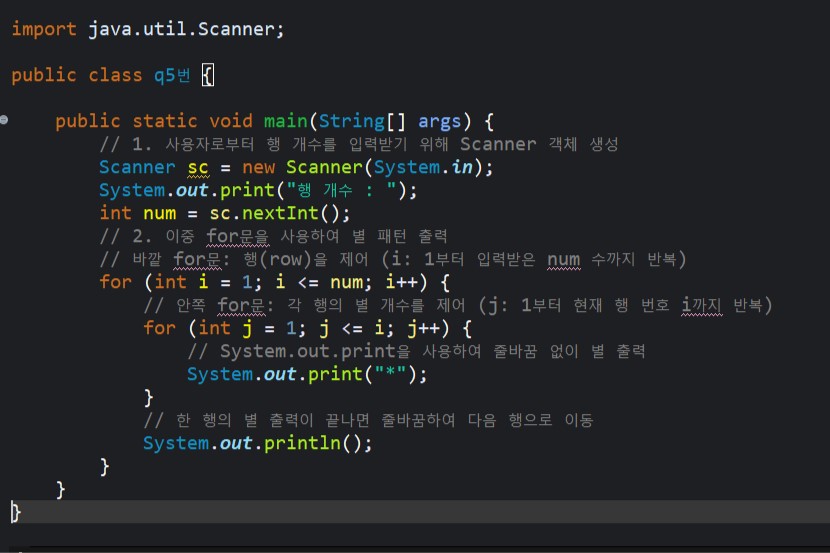 import java.util.Scanner;
public class q5번 {
public static void main(String[] args) {
// 1. 사용자로부터 행 개수를 입력받기 위해 Scanner 객체 생성
Scanner sc = new Scanner(System.in);
System.out.print("행 개수 : ");
int num = sc.nextInt();
// 2. 이중 for문을 사용하여 별 패턴 출력
// 바깥 for문: 행(row)을 제어 (i: 1부터 입력받은 num 수까지 반복)
for (int i = 1; i <= num; i++) {
// 안쪽 for문: 각 행의 별 개수를 제어 (j: 1부터 현재 행 번호 i까지 반복)
for (int j = 1; j <= i; j++) {
// System.out.print을 사용하여 줄바꿈 없이 별 출력
System.out.print("*");
}
// 한 행의 별 출력이 끝나면 줄바꿈하여 다음 행으로 이동
System.out.println();
}
}
}